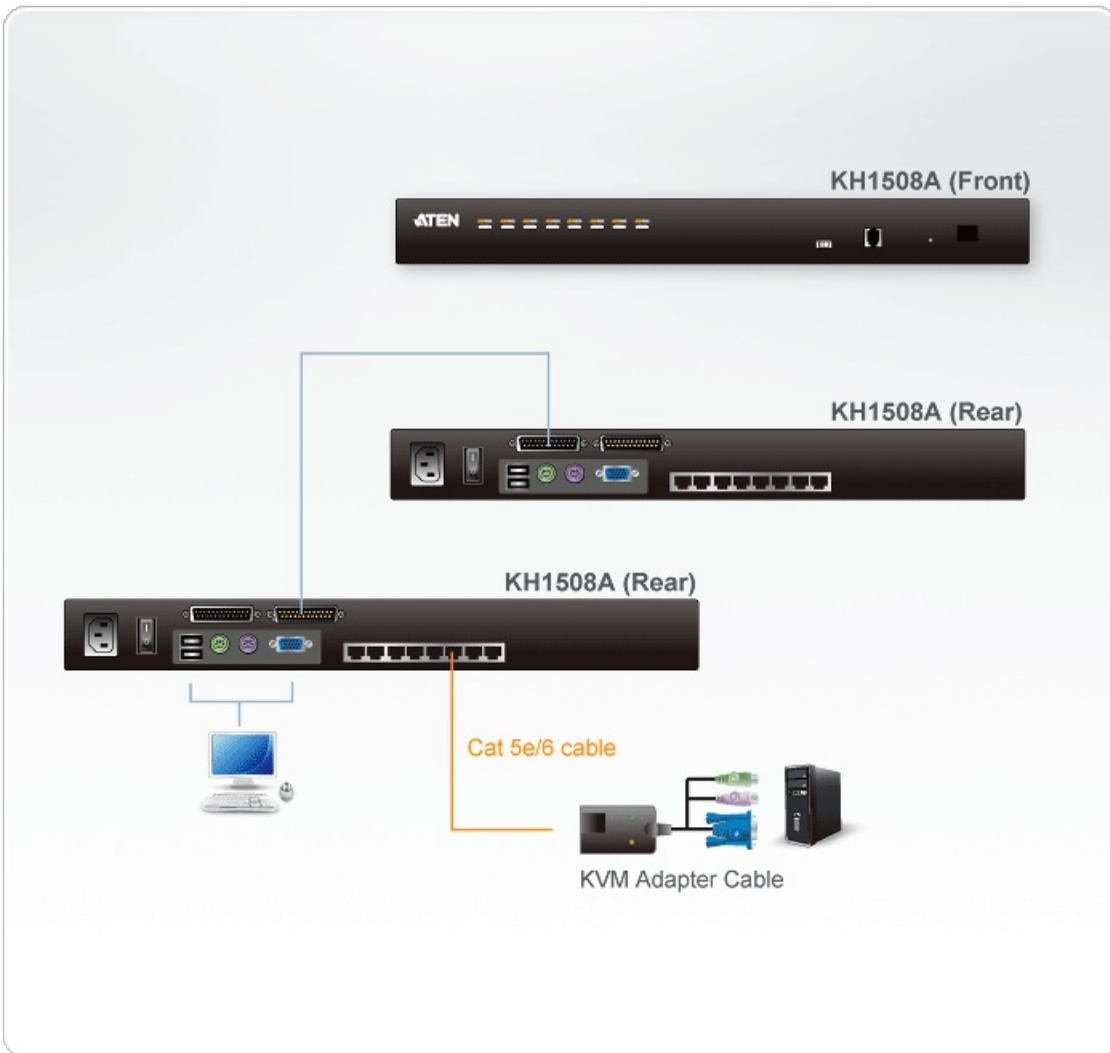 KH1508A (Front)
ATEN
KH1508A (Rear)
KH1508A (Rear)
Cat 5e/6 cable
KVM Adapter Cable